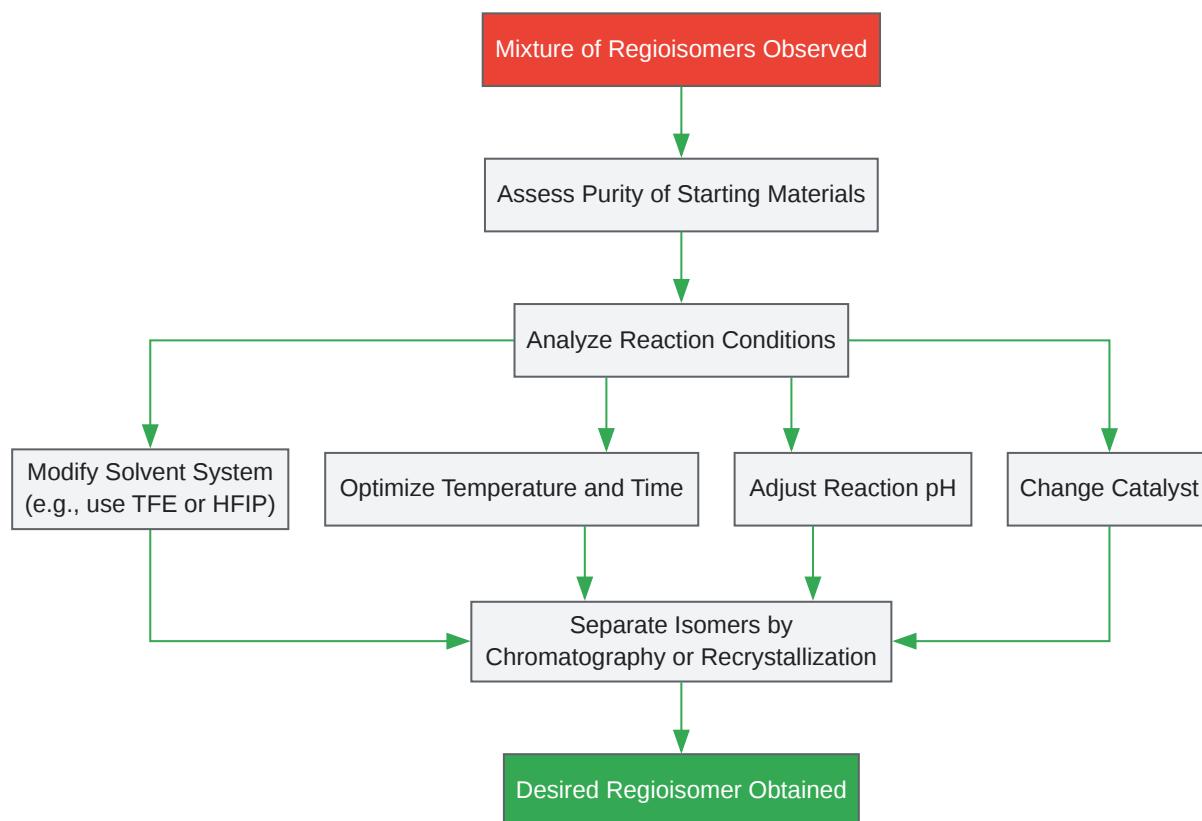 Mixture of Regioisomers Observed
Assess Purity of Starting Materials
Analyze Reaction Conditions
Modify Solvent System
(e.g., use TFE or HFIP)
Optimize Temperature and Time
Adjust Reaction pH
Change Catalyst
Separate Isomers by
Chromatography or Recrystallization
Desired Regioisomer Obtained